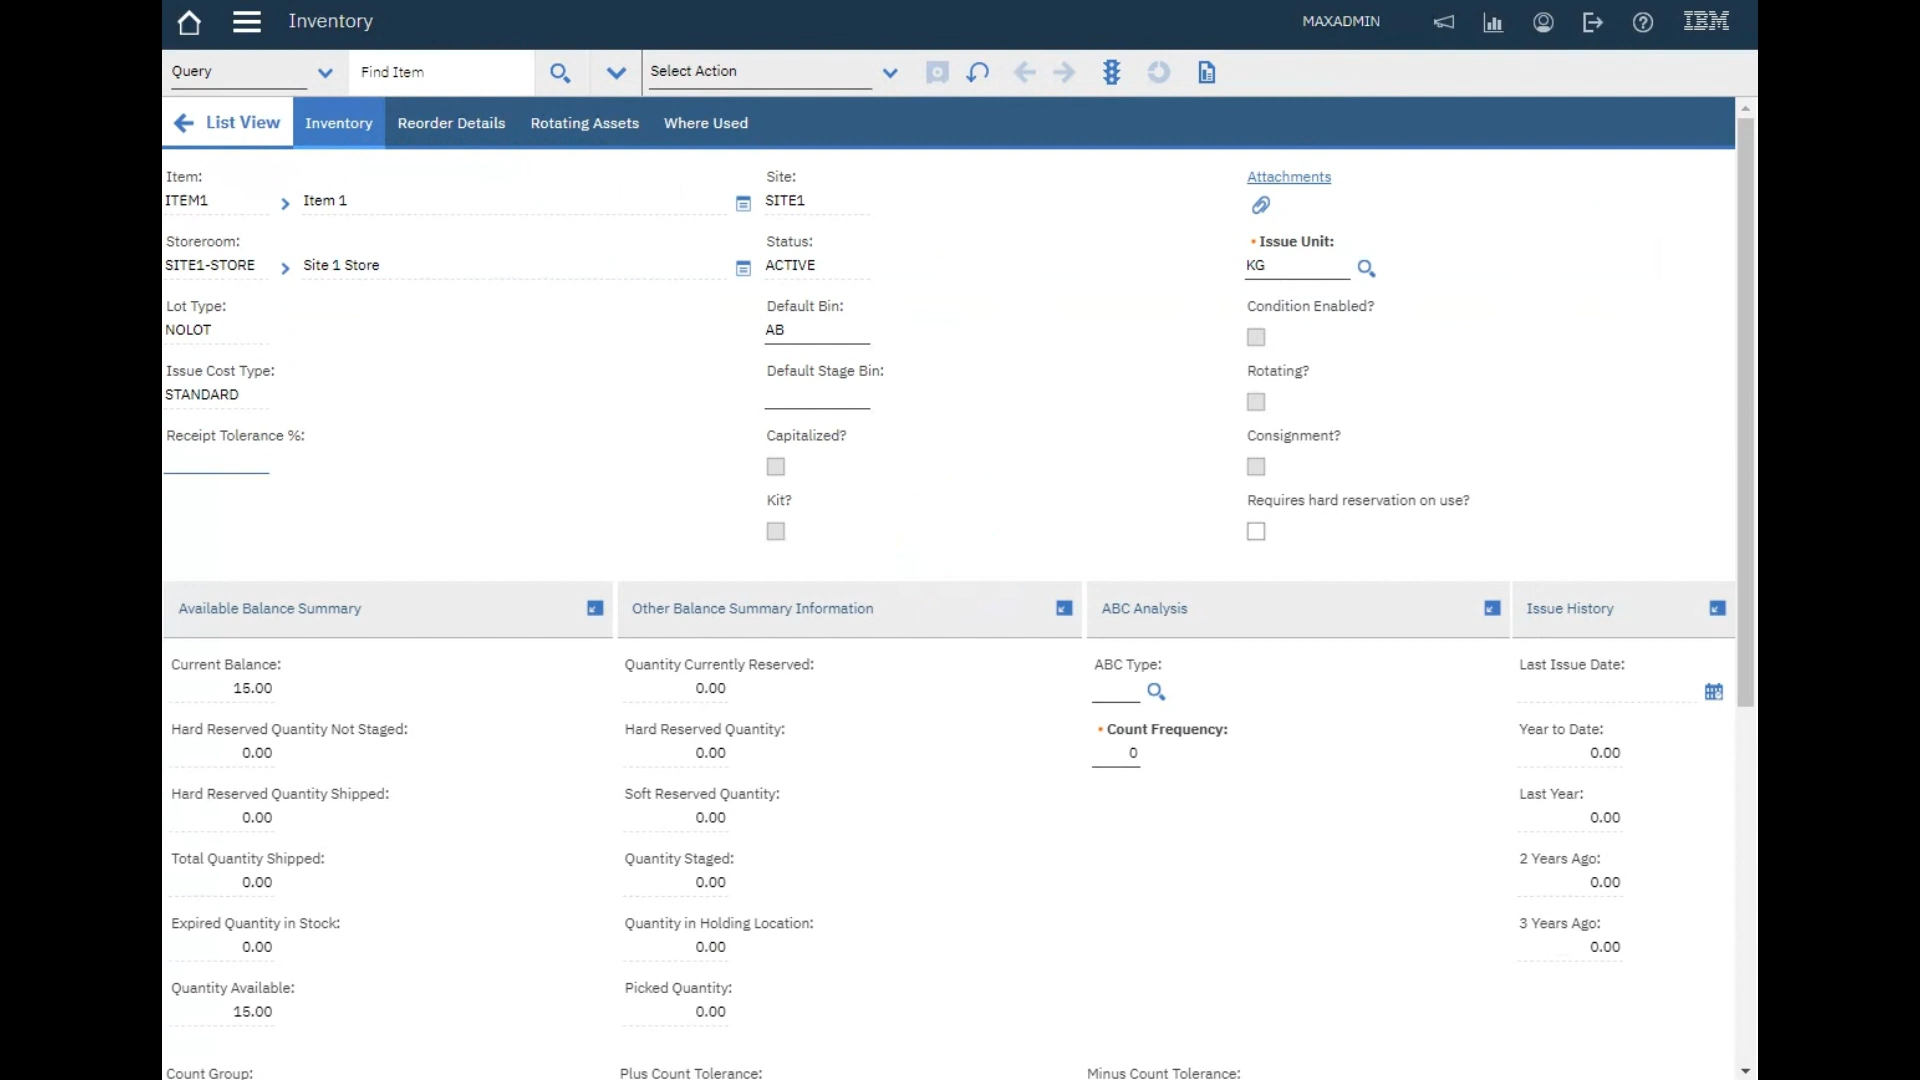 Inventory
MAXADMIN
IBM
Query
Find Item
Select Action
List View
Inventory
Reorder Details
Rotating Assets
Where Used
Item:
ITEM1
Item 1
Site:
SITE1
Attachments
Storeroom:
SITE1-STORE
Site 1 Store
Status:
ACTIVE
• Issue Unit:
KG
Lot Type:
NOLOT
Default Bin:
AB
Condition Enabled?
Issue Cost Type:
STANDARD
Default Stage Bin:
Rotating?
Receipt Tolerance %:
Capitalized?
Consignment?
Kit?
Requires hard reservation on use?
Available Balance Summary
Current Balance:
15.00
Hard Reserved Quantity Not Staged:
0.00
Hard Reserved Quantity Shipped:
0.00
Total Quantity Shipped:
0.00
Expired Quantity in Stock:
0.00
Quantity Available:
15.00
Other Balance Summary Information
Quantity Currently Reserved:
0.00
Hard Reserved Quantity:
0.00
Soft Reserved Quantity:
0.00
Quantity Staged:
0.00
Quantity in Holding Location:
0.00
Picked Quantity:
0.00
ABC Analysis
ABC Type:
• Count Frequency:
0
Issue History
Last Issue Date:
Year to Date:
0.00
Last Year:
0.00
2 Years Ago:
0.00
3 Years Ago:
0.00
Count Group:
Plus Count Tolerance:
Minus Count Tolerance: